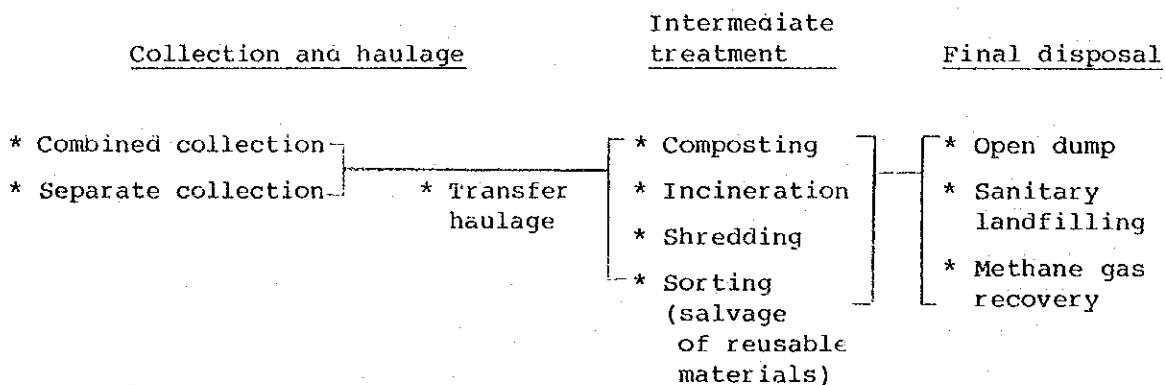 Collection and haulage
Intermediate
treatment
Final disposal
* Combined collection
* Separate collection
* Transfer
haulage
* Composting
* Incineration
* Shredding
* Sorting
(salvage
of reusable
materials)
* Open dump
* Sanitary
landfilling
* Methane gas
recovery